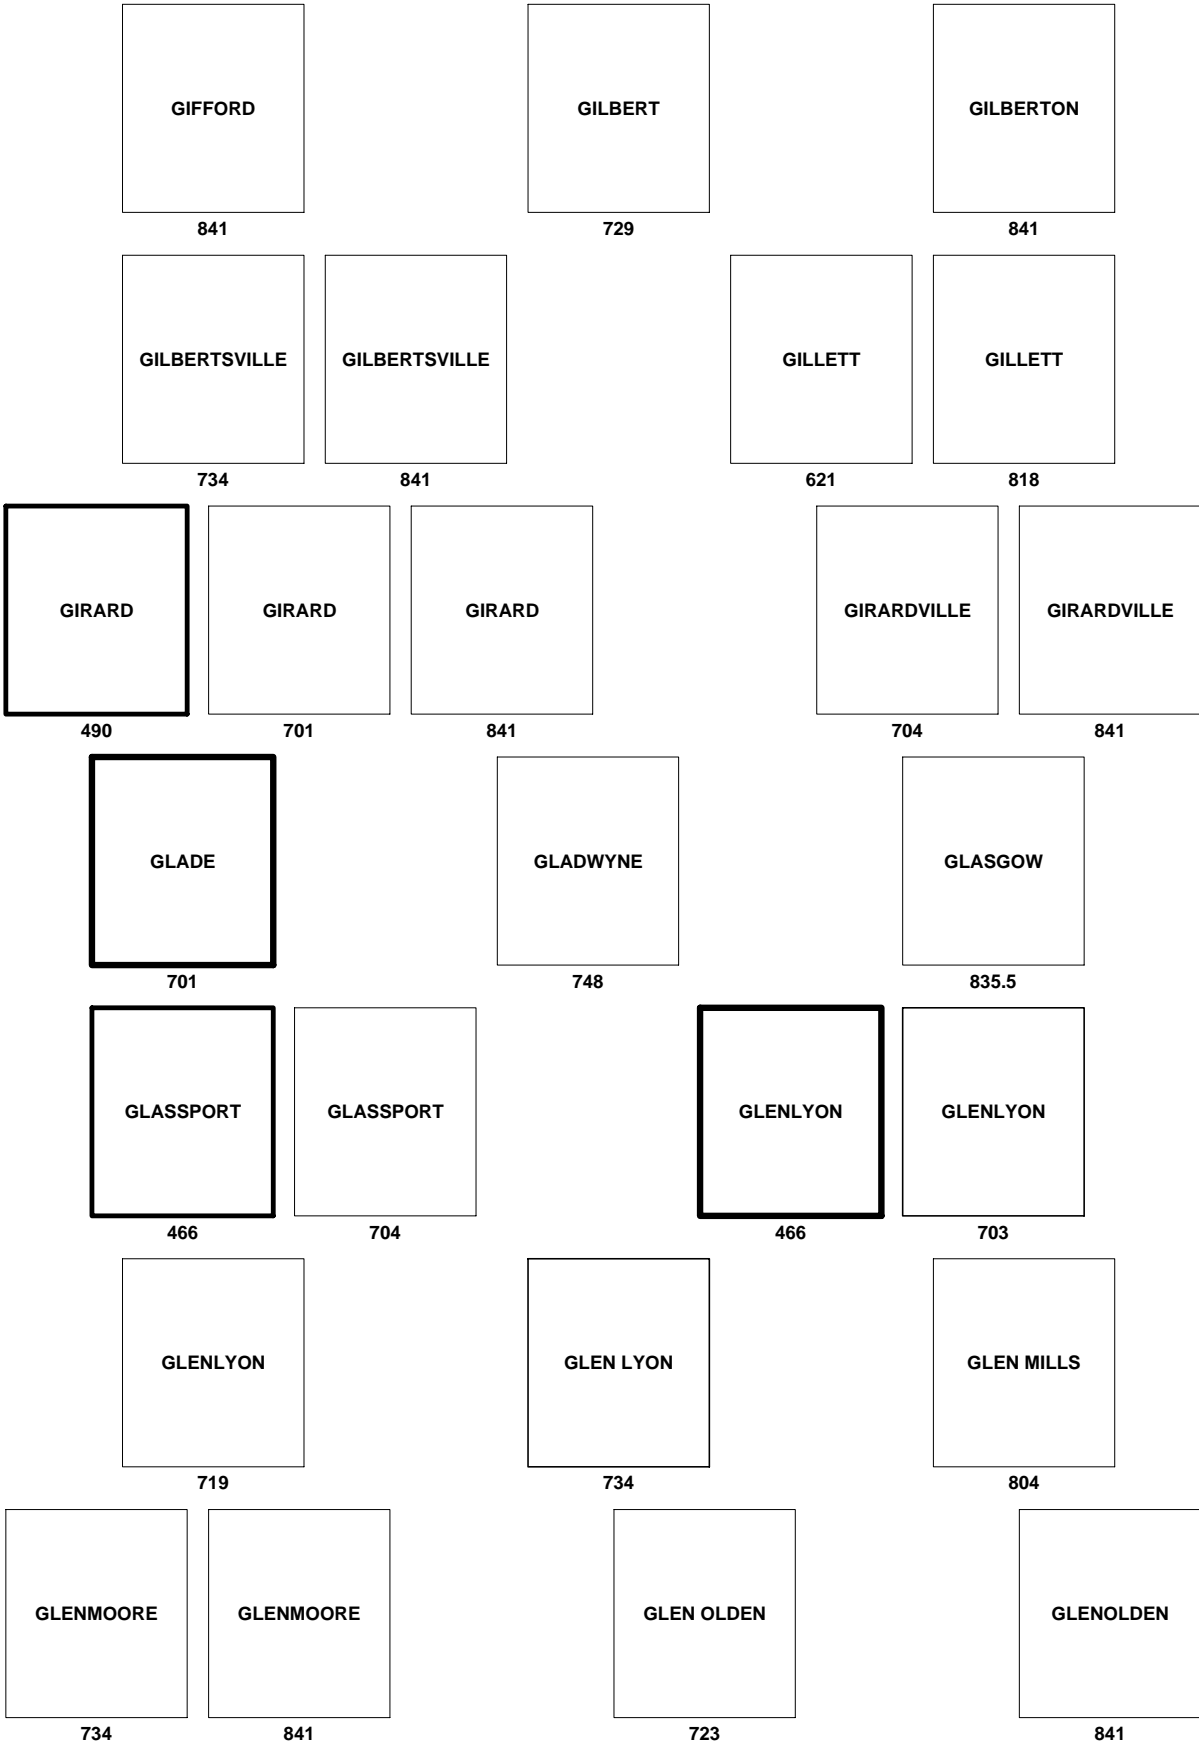 GIFFORD GILBERT GILBERTON
841 729 841
GILBERTSVILLE GILBERTSVILLE GILLETT GILLETT
734 841 621 818
GIRARD GIRARD GIRARD GIRARDVILLE GIRARDVILLE
490 701 841 704 841
GLADE GLADWYNE GLASGOW
701 748 835.5
GLASSPORT GLASSPORT GLENLYON GLENLYON
466 704 466 703
GLENLYON GLEN LYON GLEN MILLS
719 734 804
GLENMOORE GLENMOORE GLEN OLDEN GLENOLDEN
734 841 723 841